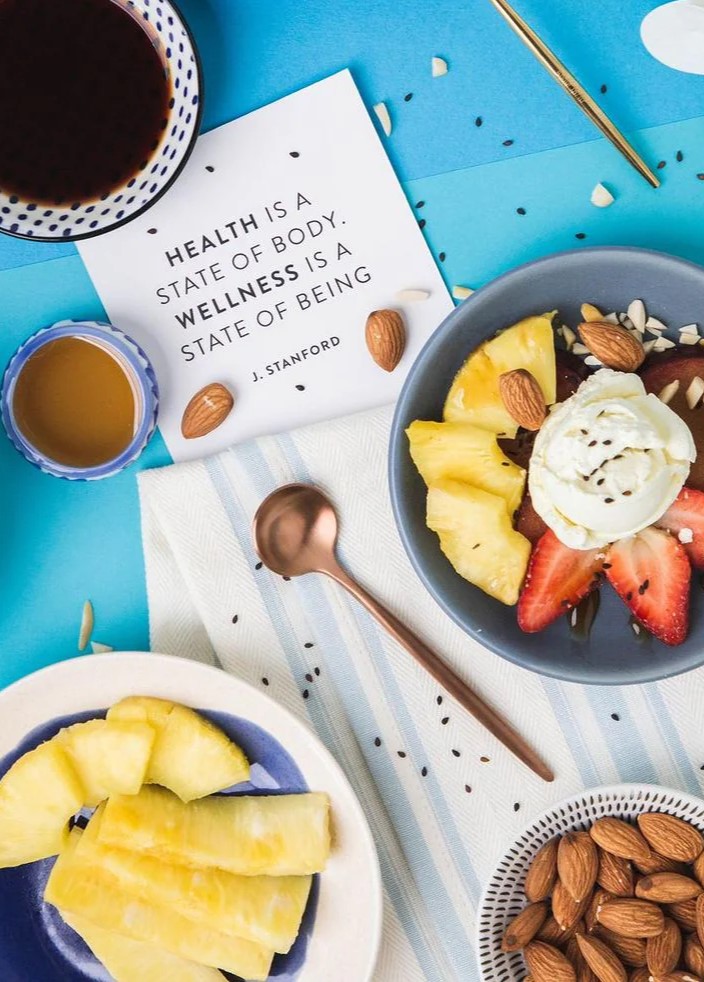 HEALTH IS A
STATE OF BODY.
WELLNESS IS A
STATE OF BEING
J. STANFORD